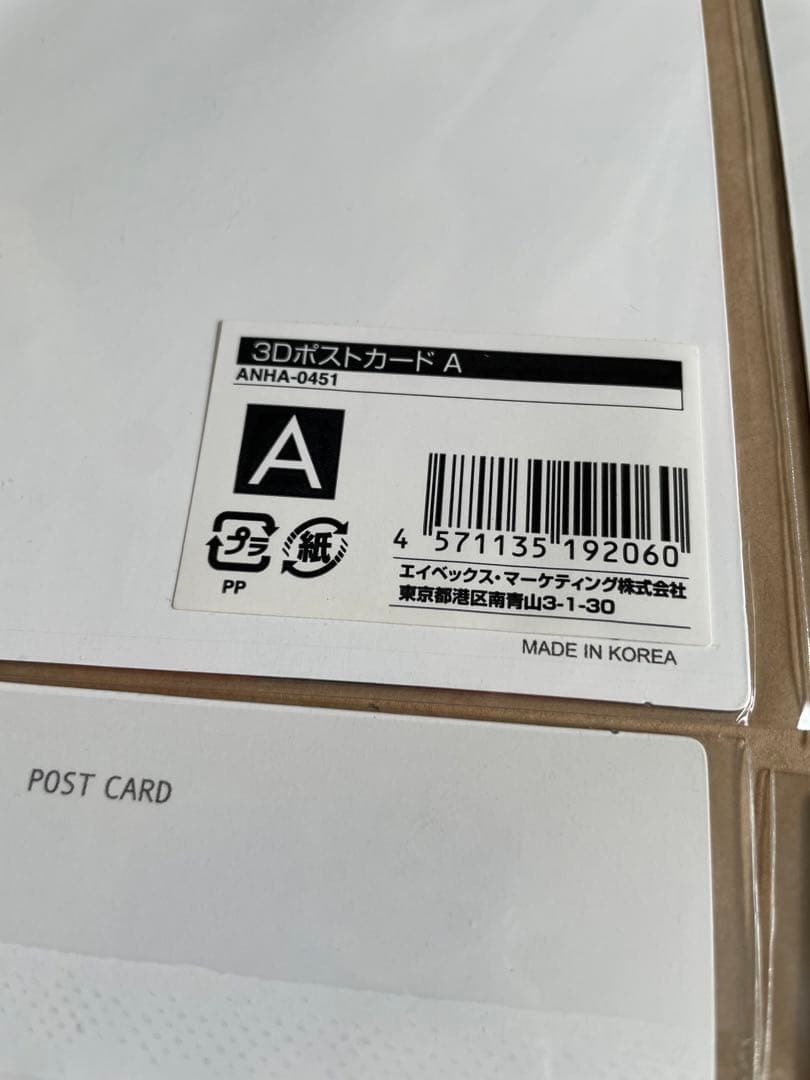 3DポストカードA
ANHA-0451
A
プラ
紙
PP
4 571135 192060
エイベックス・マーケティング株式会社
東京都港区南青山3-1-30
MADE IN KOREA
POST CARD